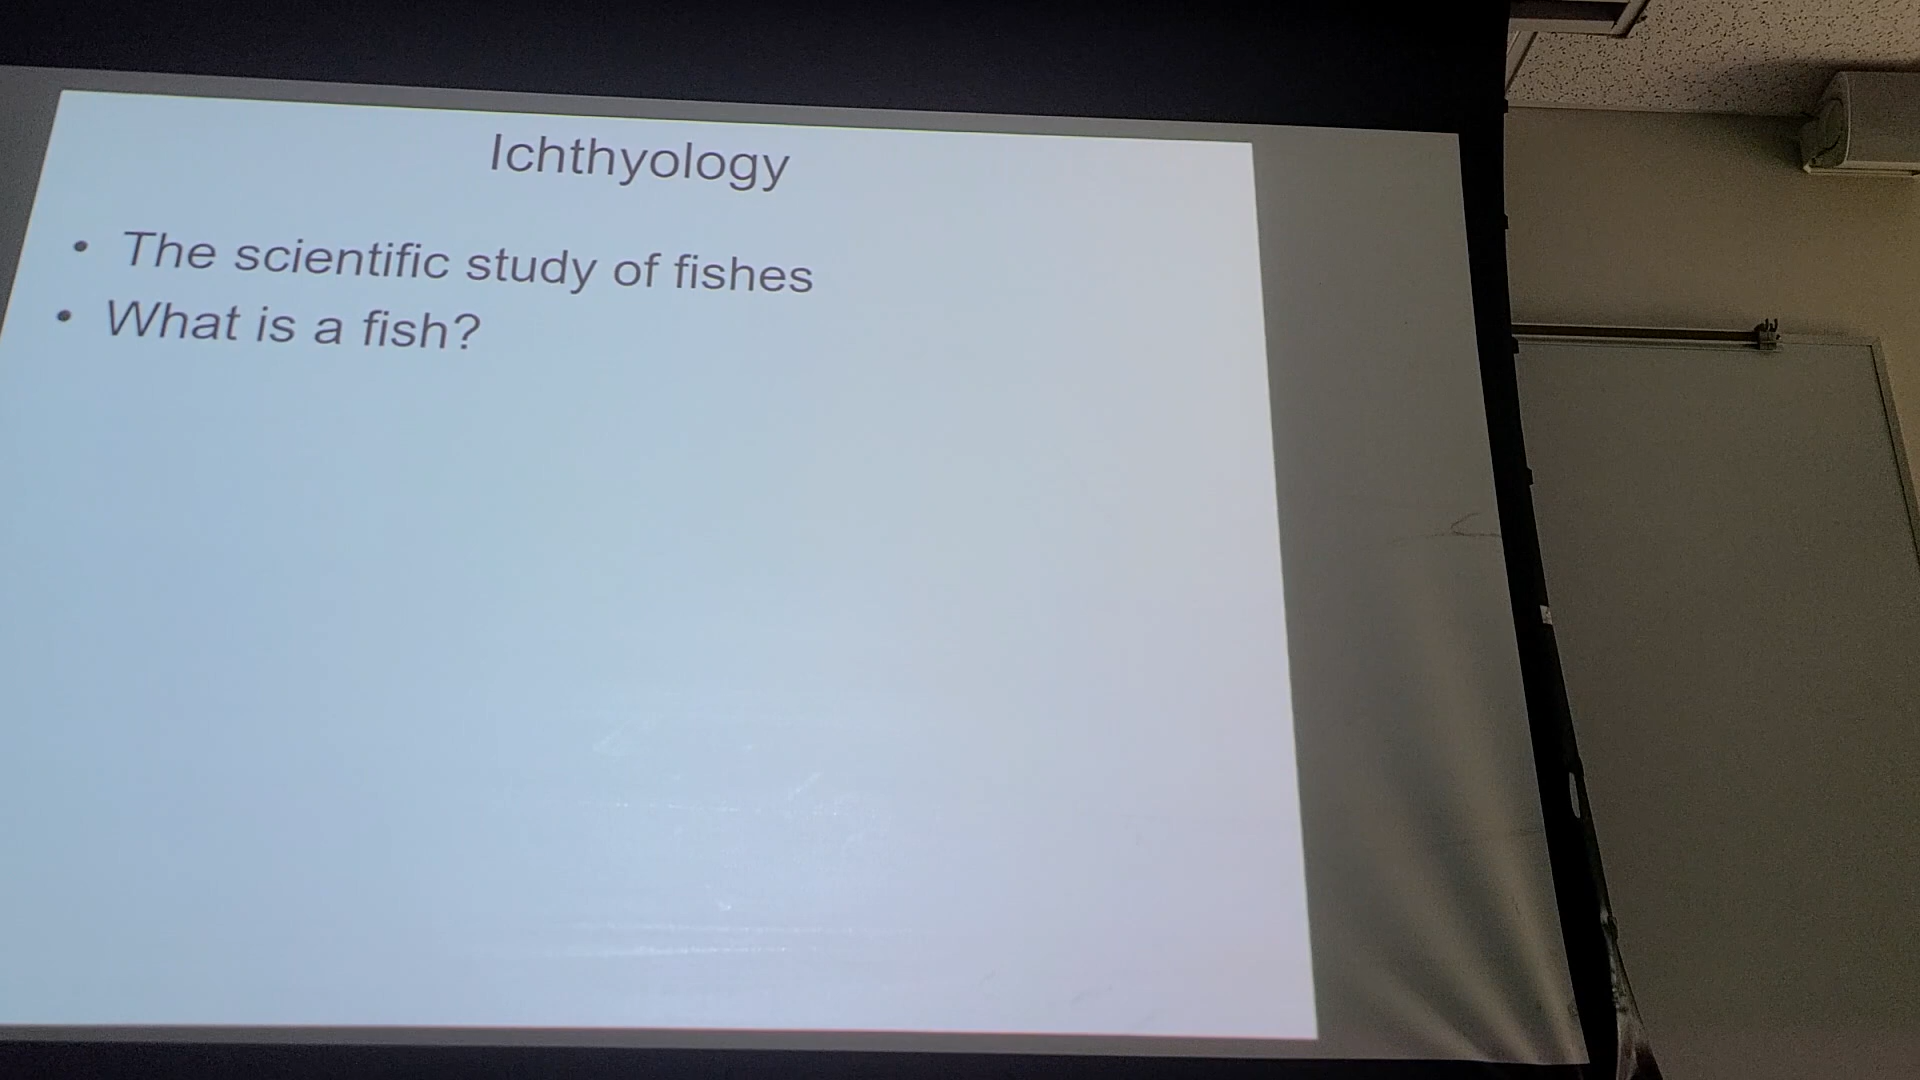 Ichthyology
• The scientific study of fishes
• What is a fish?